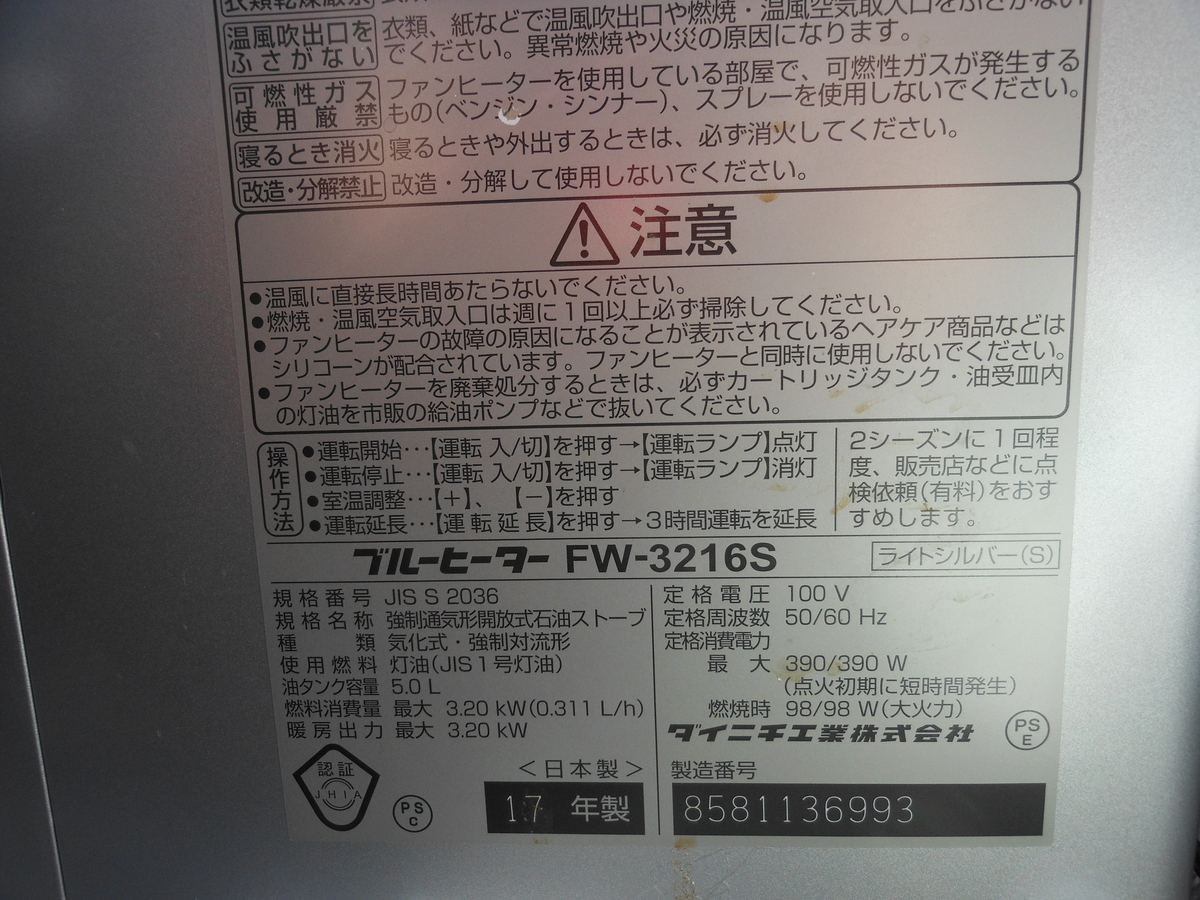 衣類乾燥厳禁
温風吹出口を
ふさがない
衣類、紙などで温風吹出口や燃焼・温風空気取入口をふさがない
でください。異常燃焼や火災の原因になります。
可燃性ガス
使用厳禁
ファンヒーターを使用している部屋で、可燃性ガスが発生する
もの(ベンジン・シンナー)、スプレーを使用しないでください。
寝るとき消火
寝るときや外出するときは、必ず消火してください。
改造・分解禁止
改造・分解して使用しないでください。
注意
●温風に直接長時間あたらないでください。
●燃焼・温風空気取入口は週に1回以上必ず掃除してください。
●ファンヒーターの故障の原因になることが表示されているヘアケア商品などは
シリコーンが配合されています。ファンヒーターと同時に使用しないでください。
●ファンヒーターを廃棄処分するときは、必ずカートリッジタンク・油受皿内
の灯油を市販の給油ポンプなどで抜いてください。
操作方法
●運転開始…【運転 入/切】を押す→【運転ランプ】点灯
●運転停止…【運転 入/切】を押す→【運転ランプ】消灯
●室温調整…【+】、【−】を押す
●運転延長…【運転延長】を押す→3時間運転を延長
2シーズンに1回程
度、販売店などに点
検依頼(有料)をおす
すめします。
ブルーヒーター FW-3216S
ライトシルバー(S)
規格番号 JIS S 2036
規格名称 強制通気形開放式石油ストーブ
種類 気化式・強制対流形
使用燃料 灯油(JIS1号灯油)
油タンク容量 5.0 L
燃料消費量 最大 3.20 kW(0.311 L/h)
暖房出力 最大 3.20 kW
定格電圧 100 V
定格周波数 50/60 Hz
定格消費電力
最大 390/390 W
(点火初期に短時間発生)
燃焼時 98/98 W(大火力)
ダイニチ工業株式会社
PS
E
認証
JHIA
PS
C
<日本製>
17 年製
製造番号
8581136993